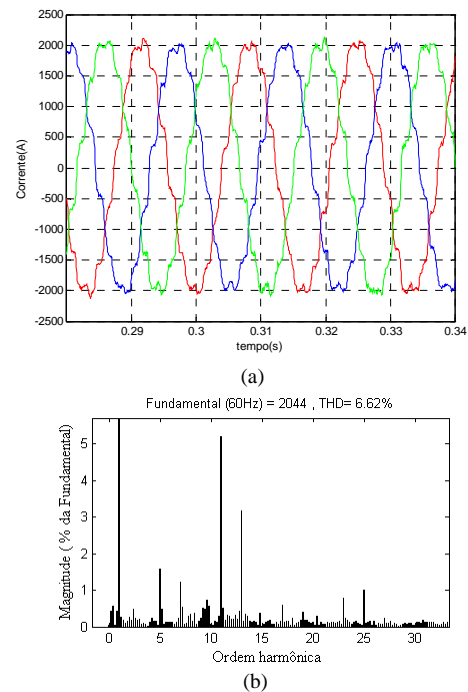 2500
2000
1500
1000
500
0
-500
-1000
-1500
-2000
-2500
Corrente(A)
0.29 0.3 0.31 0.32 0.33 0.34
tempo(s)
(a)
Fundamental (60Hz) = 2044 , THD= 6.62%
5
4
3
2
1
0
Magnitude ( % da Fundamental)
0 5 10 15 20 25 30
Ordem harmônica
(b)